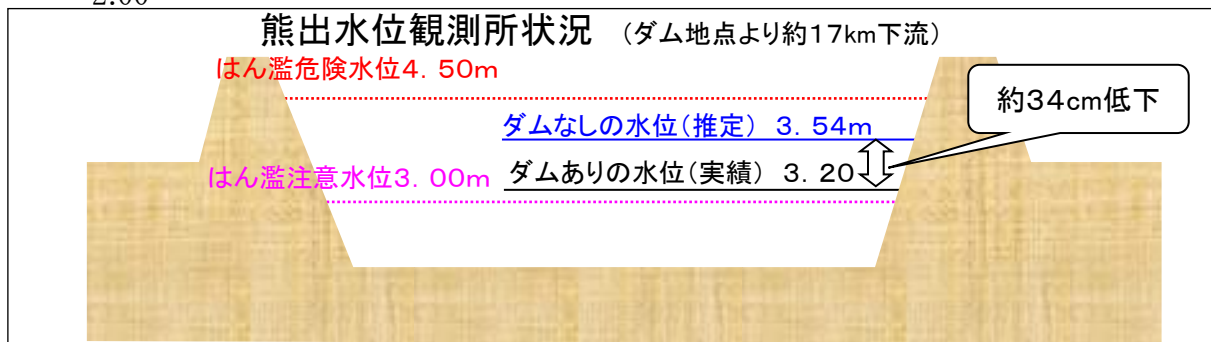 2.00
熊出水位観測所状況 （ダム地点より約17km下流）
はん濫危険水位4．50m
約34cm低下
ダムなしの水位（推定） 3．54m
はん濫注意水位3．00m
ダムありの水位（実績） 3．20